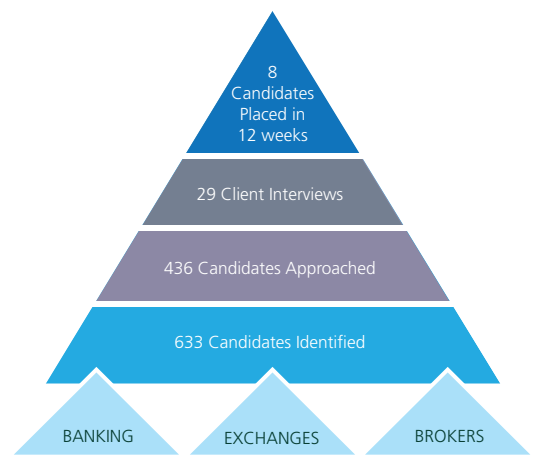 8
Candidates
Placed in
12 weeks
29 Client Interviews
436 Candidates Approached
633 Candidates Identified
BANKING
EXCHANGES
BROKERS